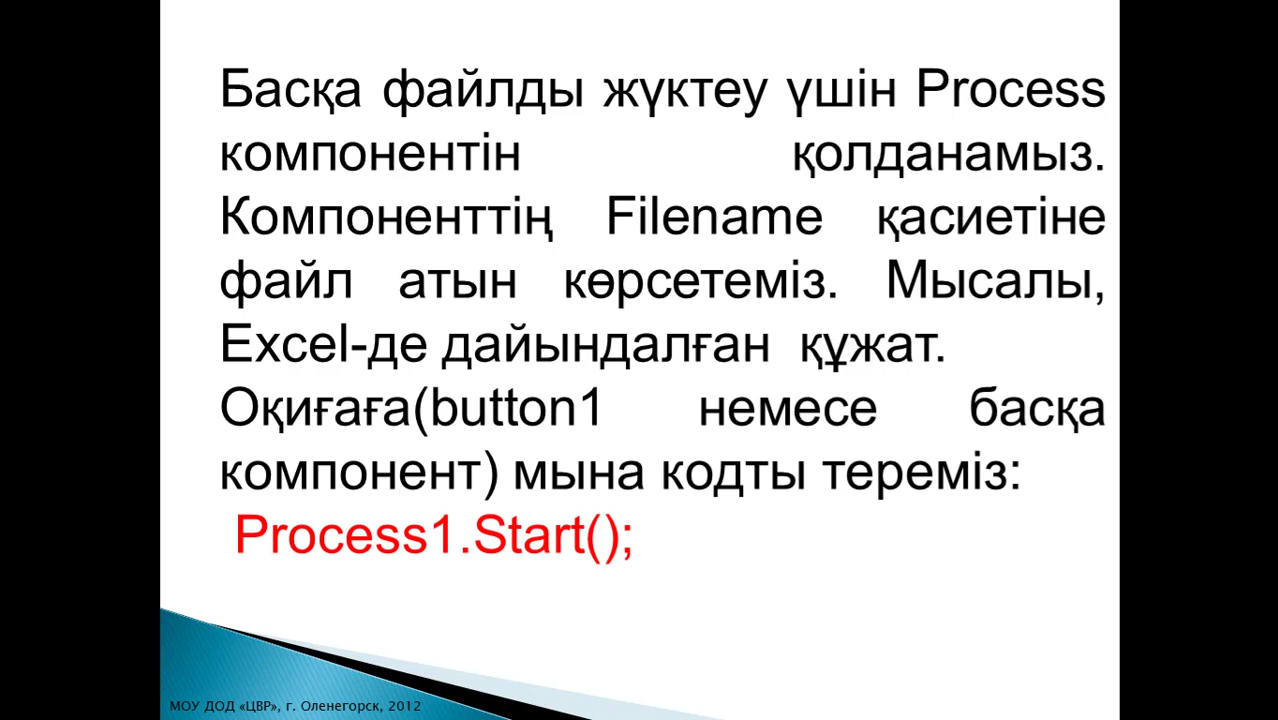 Басқа файлды жүктеу үшін Process
компонентін қолданамыз.
Компоненттің Filename қасиетіне
файл атын көрсетеміз. Мысалы,
Excel-де дайындалған құжат.
Оқиғаға(button1 немесе басқа
компонент) мына кодты тереміз:
Process1.Start();
МОУ ДОД «ЦВР», г. Оленегорск, 2012